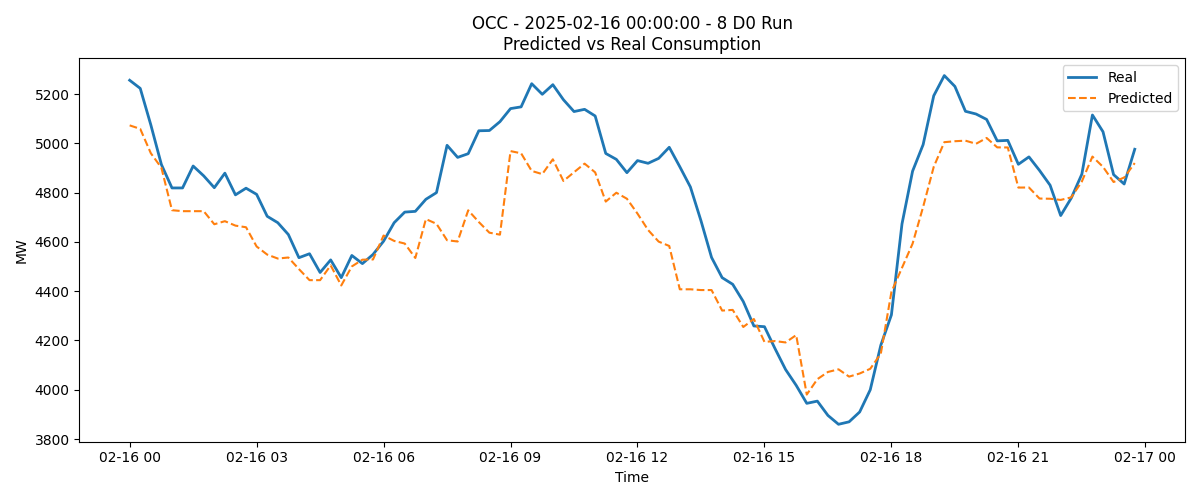 OCC - 2025-02-16 00:00:00 - 8 D0 Run
Predicted vs Real Consumption
Real
Predicted
5200
5000
4800
4600
4400
4200
4000
3800
MW
02-16 00
02-16 03
02-16 06
02-16 09
02-16 12
02-16 15
02-16 18
02-16 21
02-17 00
Time